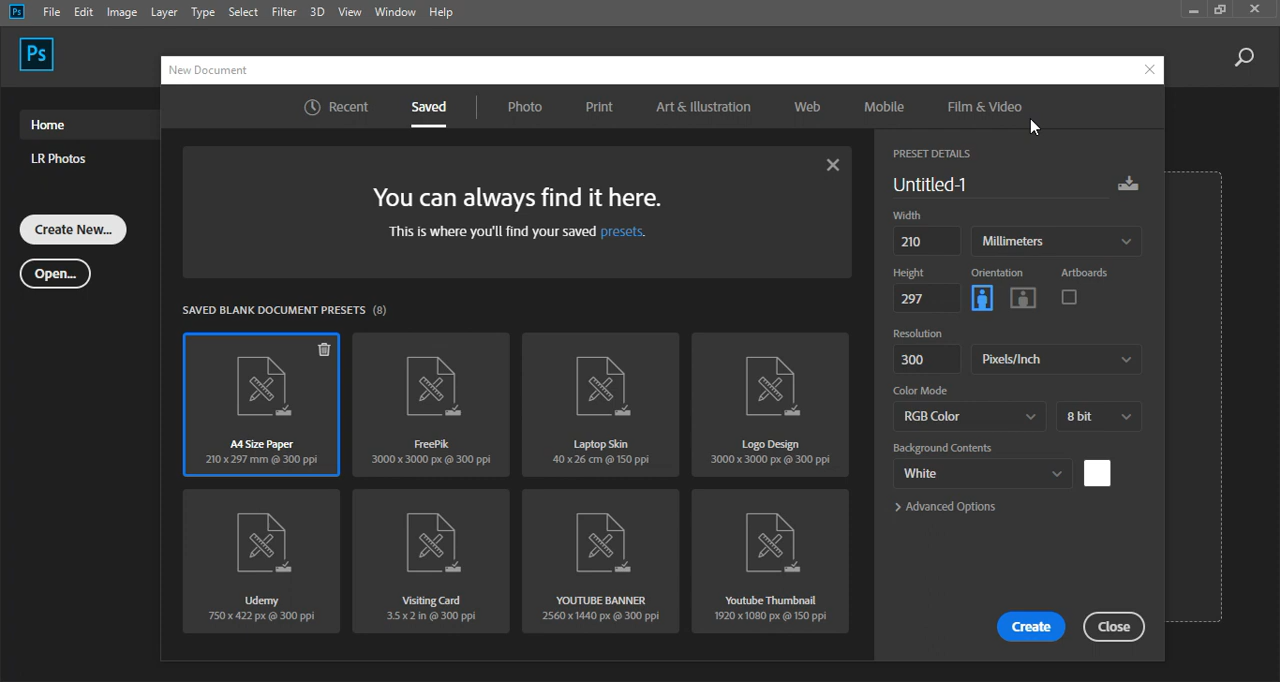 Ps File Edit Image Layer Type Select Filter 3D View Window Help
Ps
New Document
Recent Saved Photo Print Art & Illustration Web Mobile Film & Video
Home
LR Photos
Create New...
Open...
You can always find it here.
This is where you'll find your saved presets.
SAVED BLANK DOCUMENT PRESETS (8)
A4 Size Paper
210 x 297 mm @ 300 ppi
FreePik
3000 x 3000 px @ 300 ppi
Laptop Skin
40 x 26 cm @ 150 ppi
Logo Design
3000 x 3000 px @ 300 ppi
Udemy
750 x 422 px @ 300 ppi
Visiting Card
3.5 x 2 in @ 300 ppi
YOUTUBE BANNER
2560 x 1440 px @ 300 ppi
Youtube Thumbnail
1920 x 1080 px @ 150 ppi
PRESET DETAILS
Untitled-1
Width
210 Millimeters
Height Orientation Artboards
297
Resolution
300 Pixels/Inch
Color Mode
RGB Color 8 bit
Background Contents
White
Advanced Options
Create Close